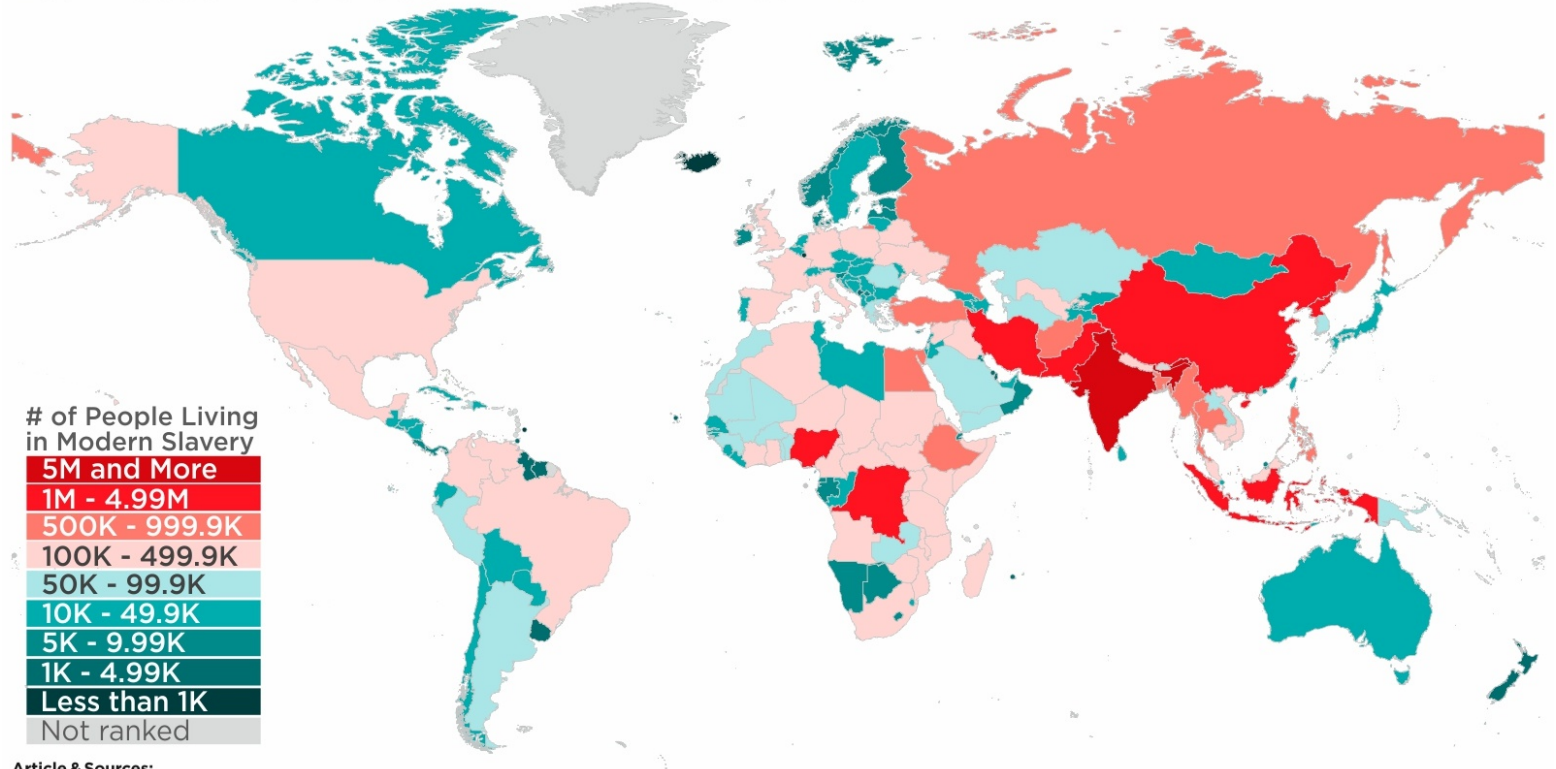 # of People Living
in Modern Slavery
5M and More
1M - 4.99M
500K - 999.9K
100K - 499.9K
50K - 99.9K
10K - 49.9K
5K - 9.99K
1K - 4.99K
Less than 1K
Not ranked
Article & Sources: